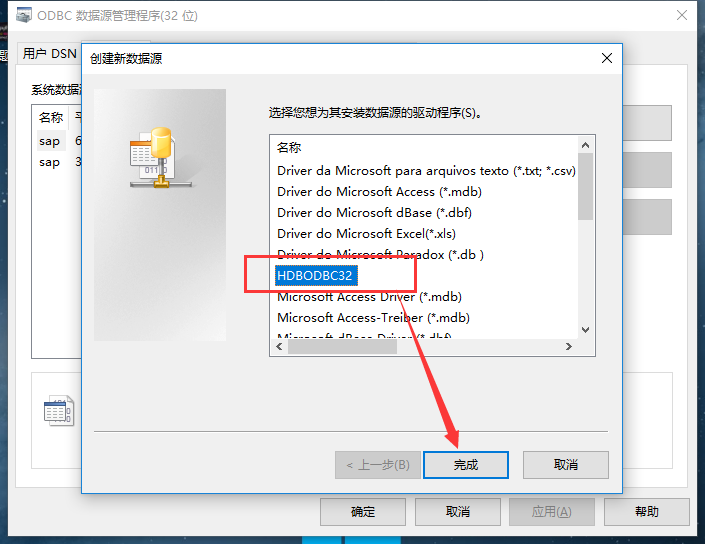 ODBC 数据源管理程序(32 位)
用户 DSN
创建新数据源
系统数据源
名称
sap 6
sap 3
选择您想为其安装数据源的驱动程序(S)。
名称
Driver da Microsoft para arquivos texto (*.txt; *.csv)
Driver do Microsoft Access (*.mdb)
Driver do Microsoft dBase (*.dbf)
Driver do Microsoft Excel(*.xls)
Driver do Microsoft Paradox (*.db )
HDBODBC32
Microsoft Access Driver (*.mdb)
Microsoft Access-Treiber (*.mdb)
Microsoft dBase Driver (*.dbf)
< 上一步(B)
完成
取消
确定
取消
应用(A)
帮助